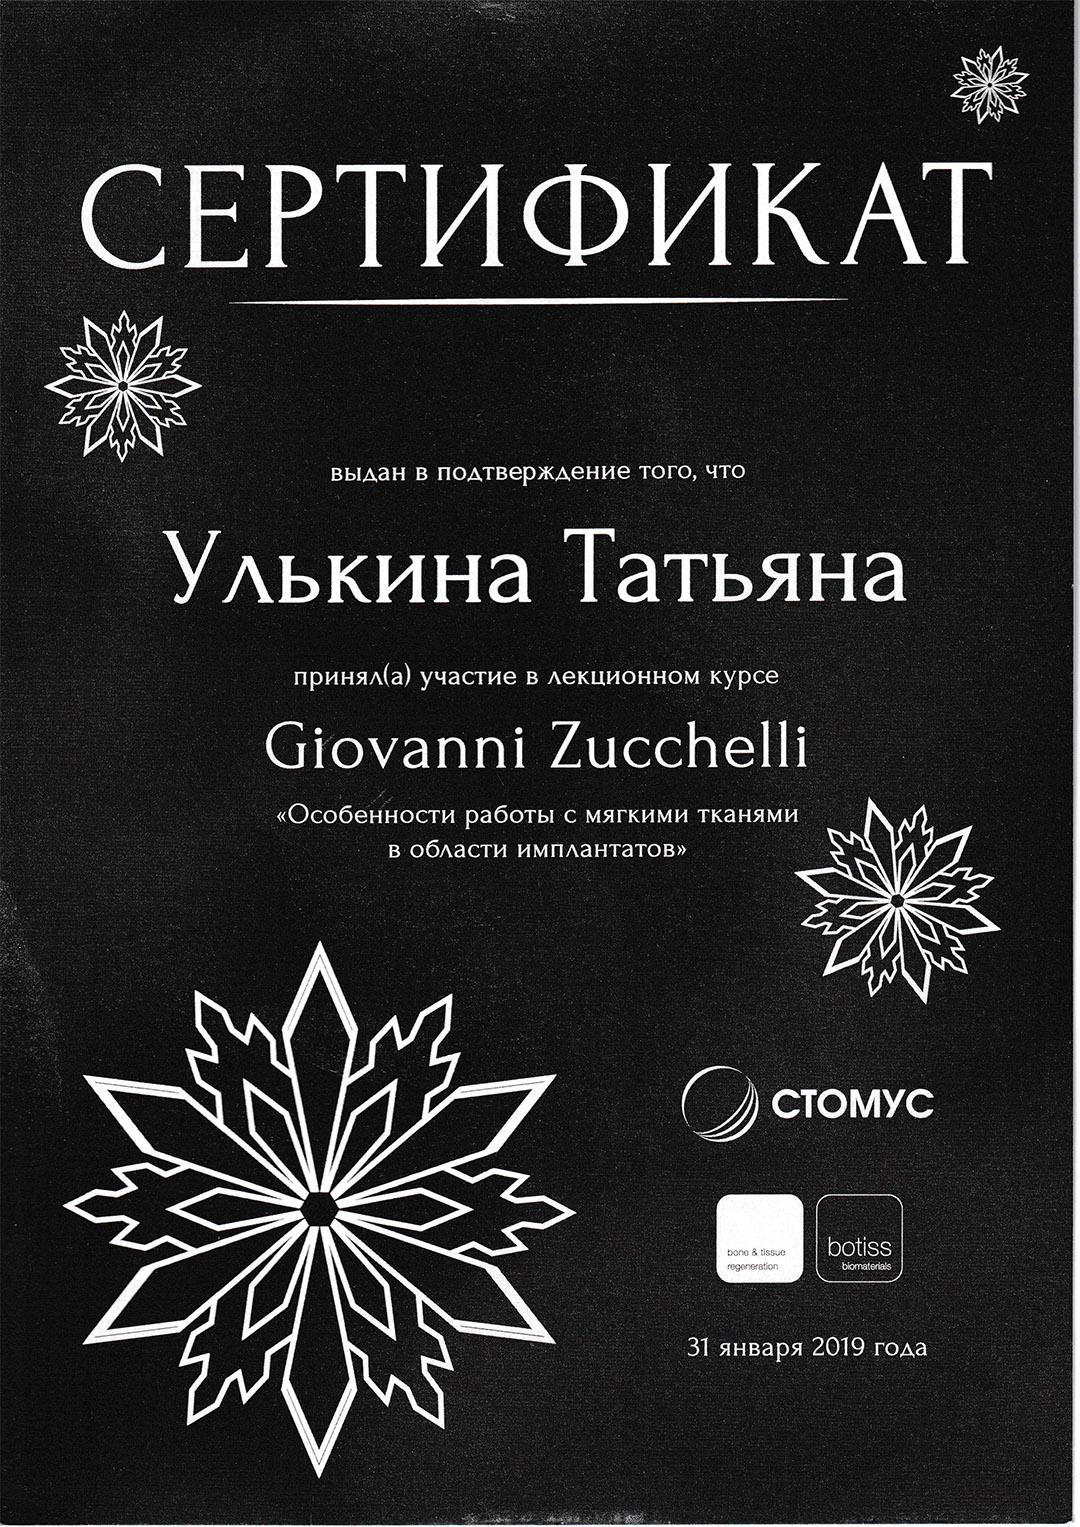 СЕРТИФИКАТ
выдан в подтверждение того, что
Улькина Татьяна
принял(а) участие в лекционном курсе
Giovanni Zucchelli
«Особенности работы с мягкими тканями
в области имплантатов»
СТОМУС
bone & tissue
regeneration
botiss
biomaterials
31 января 2019 года